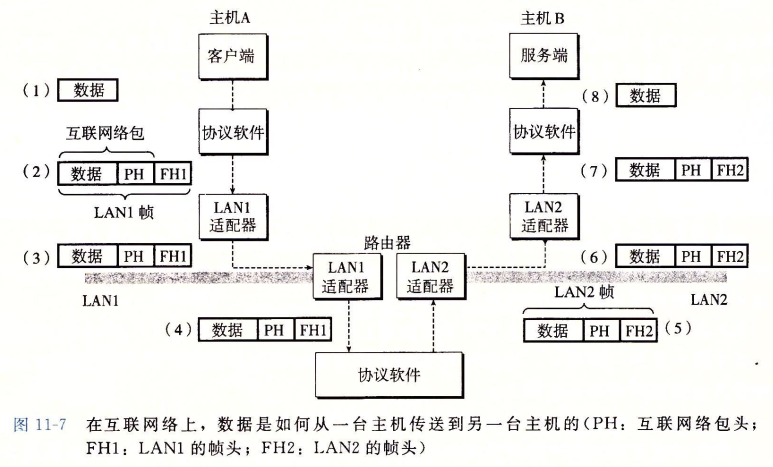 主机A
主机B
客户端
服务端
(1) 数据
(8) 数据
互联网络包
协议软件
协议软件
(2) 数据 PH FH1
(7) 数据 PH FH2
LAN1 帧
LAN1
适配器
LAN2
适配器
路由器
(3) 数据 PH FH1
(6) 数据 PH FH2
LAN1
适配器
LAN2
适配器
LAN1
LAN2 帧
LAN2
(4) 数据 PH FH1
数据 PH FH2 (5)
协议软件
图 11-7 在互联网络上，数据是如何从一台主机传送到另一台主机的(PH：互联网络包头；
FH1：LAN1 的帧头；FH2：LAN2 的帧头)